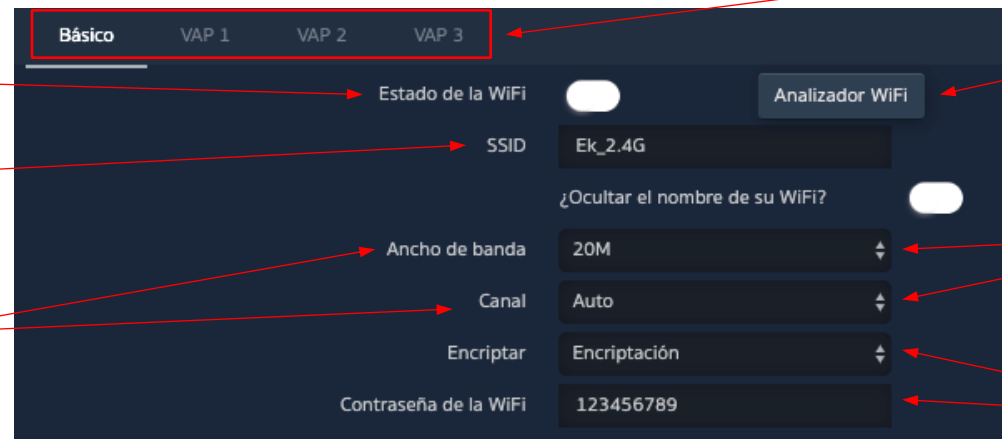 Básico VAP 1 VAP 2 VAP 3
Estado de la WiFi Analizador WiFi
SSID Ek_2.4G
¿Ocultar el nombre de su WiFi?
Ancho de banda 20M
Canal Auto
Encriptar Encriptación
Contraseña de la WiFi 123456789